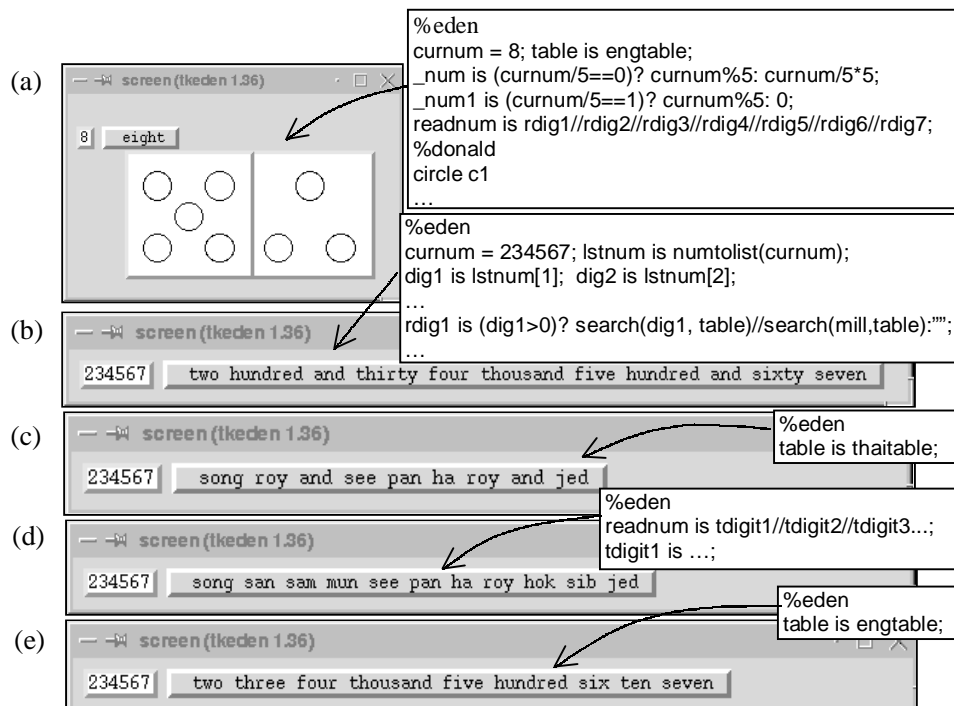 %eden
curnum = 8; table is engtable;
_num is (curnum/5==0)? curnum%5: curnum/5*5;
_num1 is (curnum/5==1)? curnum%5: 0;
readnum is rdig1//rdig2//rdig3//rdig4//rdig5//rdig6//rdig7;
%donald
circle c1
…
(a)
screen (tkeden 1.36)
8 eight
%eden
curnum = 234567; lstnum is numtolist(curnum);
dig1 is lstnum[1]; dig2 is lstnum[2];
…
rdig1 is (dig1>0)? search(dig1, table)//search(mill,table):"";
…
(b)
screen (tkeden 1.36)
234567 two hundred and thirty four thousand five hundred and sixty seven
(c)
screen (tkeden 1.36)
%eden
table is thaitable;
234567 song roy and see pan ha roy and jed
(d)
screen (tkeden 1.36)
%eden
readnum is tdigit1//tdigit2//tdigit3...;
tdigit1 is …;
234567 song san sam mun see pan ha roy hok sib jed
(e)
screen (tkeden 1.36)
%eden
table is engtable;
234567 two three four thousand five hundred six ten seven